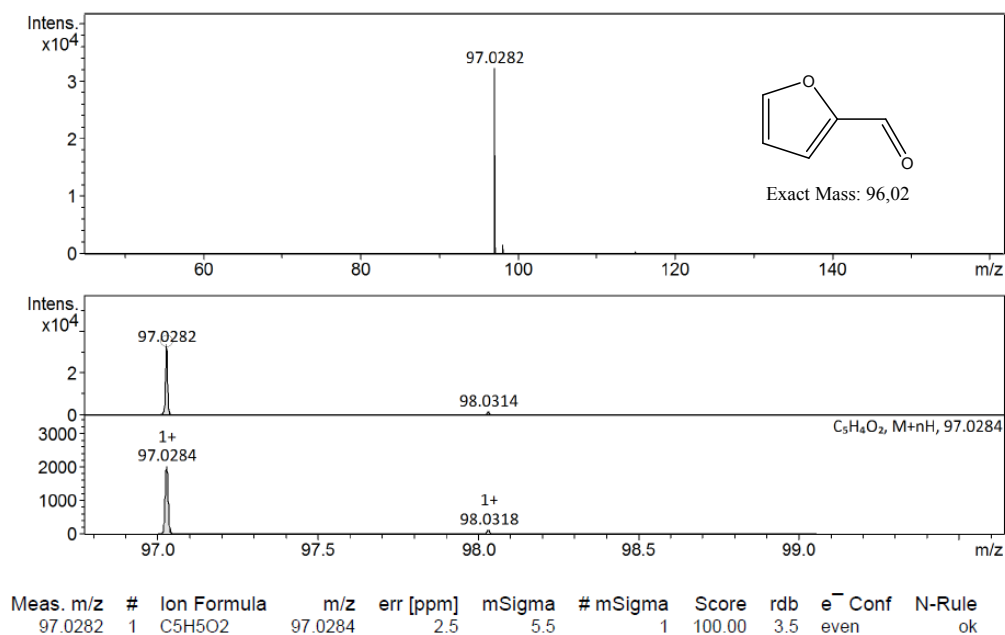 Intens.
x10⁴
97.0282
3
2
1
0
60
80
100
120
140
m/z
O
O
Exact Mass: 96,02
Intens.
x10⁴
97.0282
2
98.0314
0
C₅H₄O₂, M+nH, 97.0284
3000
1+
97.0284
2000
1+
1000
98.0318
0
97.0
97.5
98.0
98.5
99.0
m/z
Meas. m/z # Ion Formula m/z err [ppm] mSigma # mSigma Score rdb e⁻ Conf N-Rule
97.0282 1 C5H5O2 97.0284 2.5 5.5 1 100.00 3.5 even ok